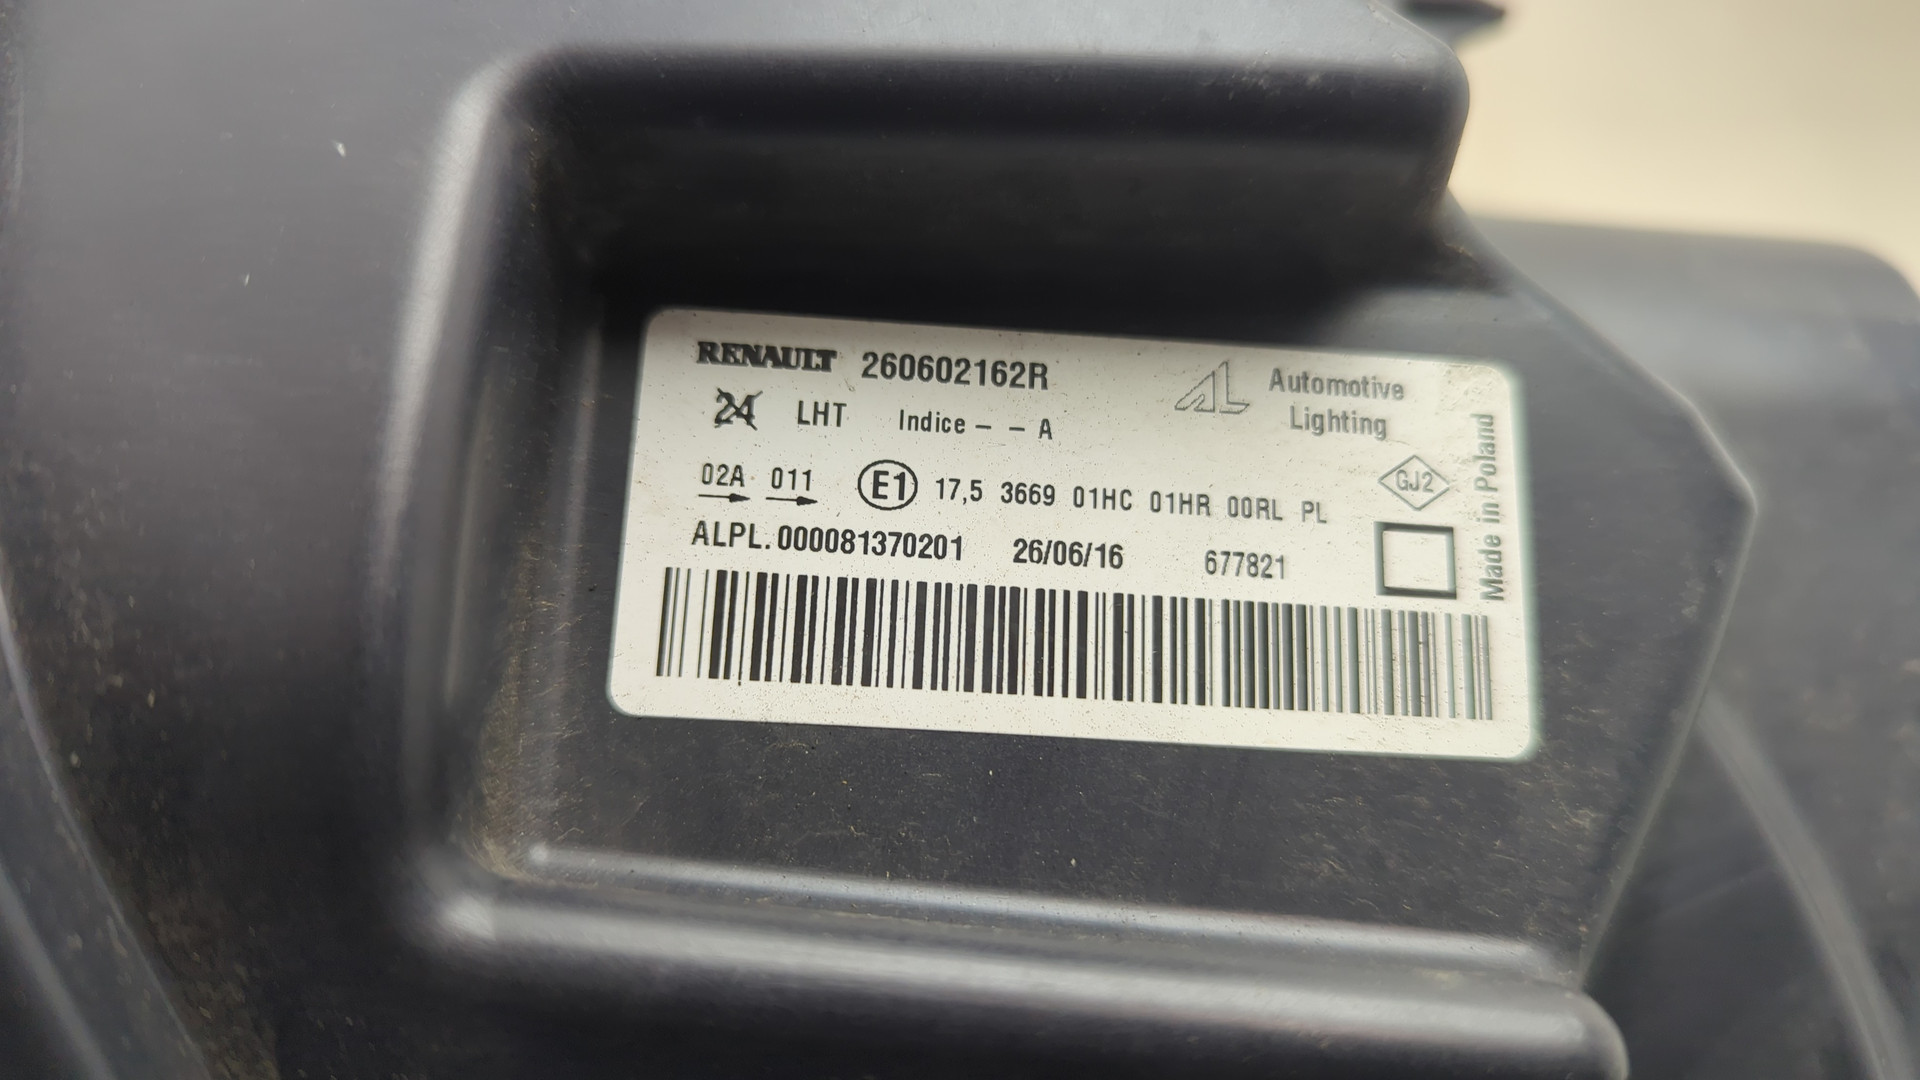 RENAULT 260602162R
24 LHT Indice - - A
Automotive
Lighting
02A 011 E1 17,5 3669 01HC 01HR 00RL PL
GJ2
ALPL.000081370201 26/06/16 677821
Made in Poland